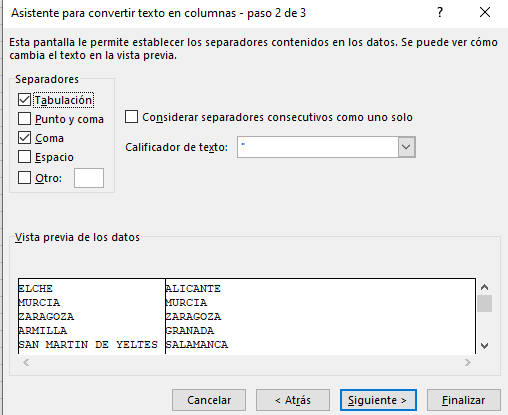 Asistente para convertir texto en columnas - paso 2 de 3
?
×
Esta pantalla le permite establecer los separadores contenidos en los datos. Se puede ver cómo
cambia el texto en la vista previa.
Separadores
Tabulación
Punto y coma
Coma
Espacio
Otro:
Considerar separadores consecutivos como uno solo
Calificador de texto:
"
Vista previa de los datos
ELCHE ALICANTE
MURCIA MURCIA
ZARAGOZA ZARAGOZA
ARMILLA GRANADA
SAN MARTIN DE YELTES SALAMANCA
Cancelar
< Atrás
Siguiente >
Finalizar